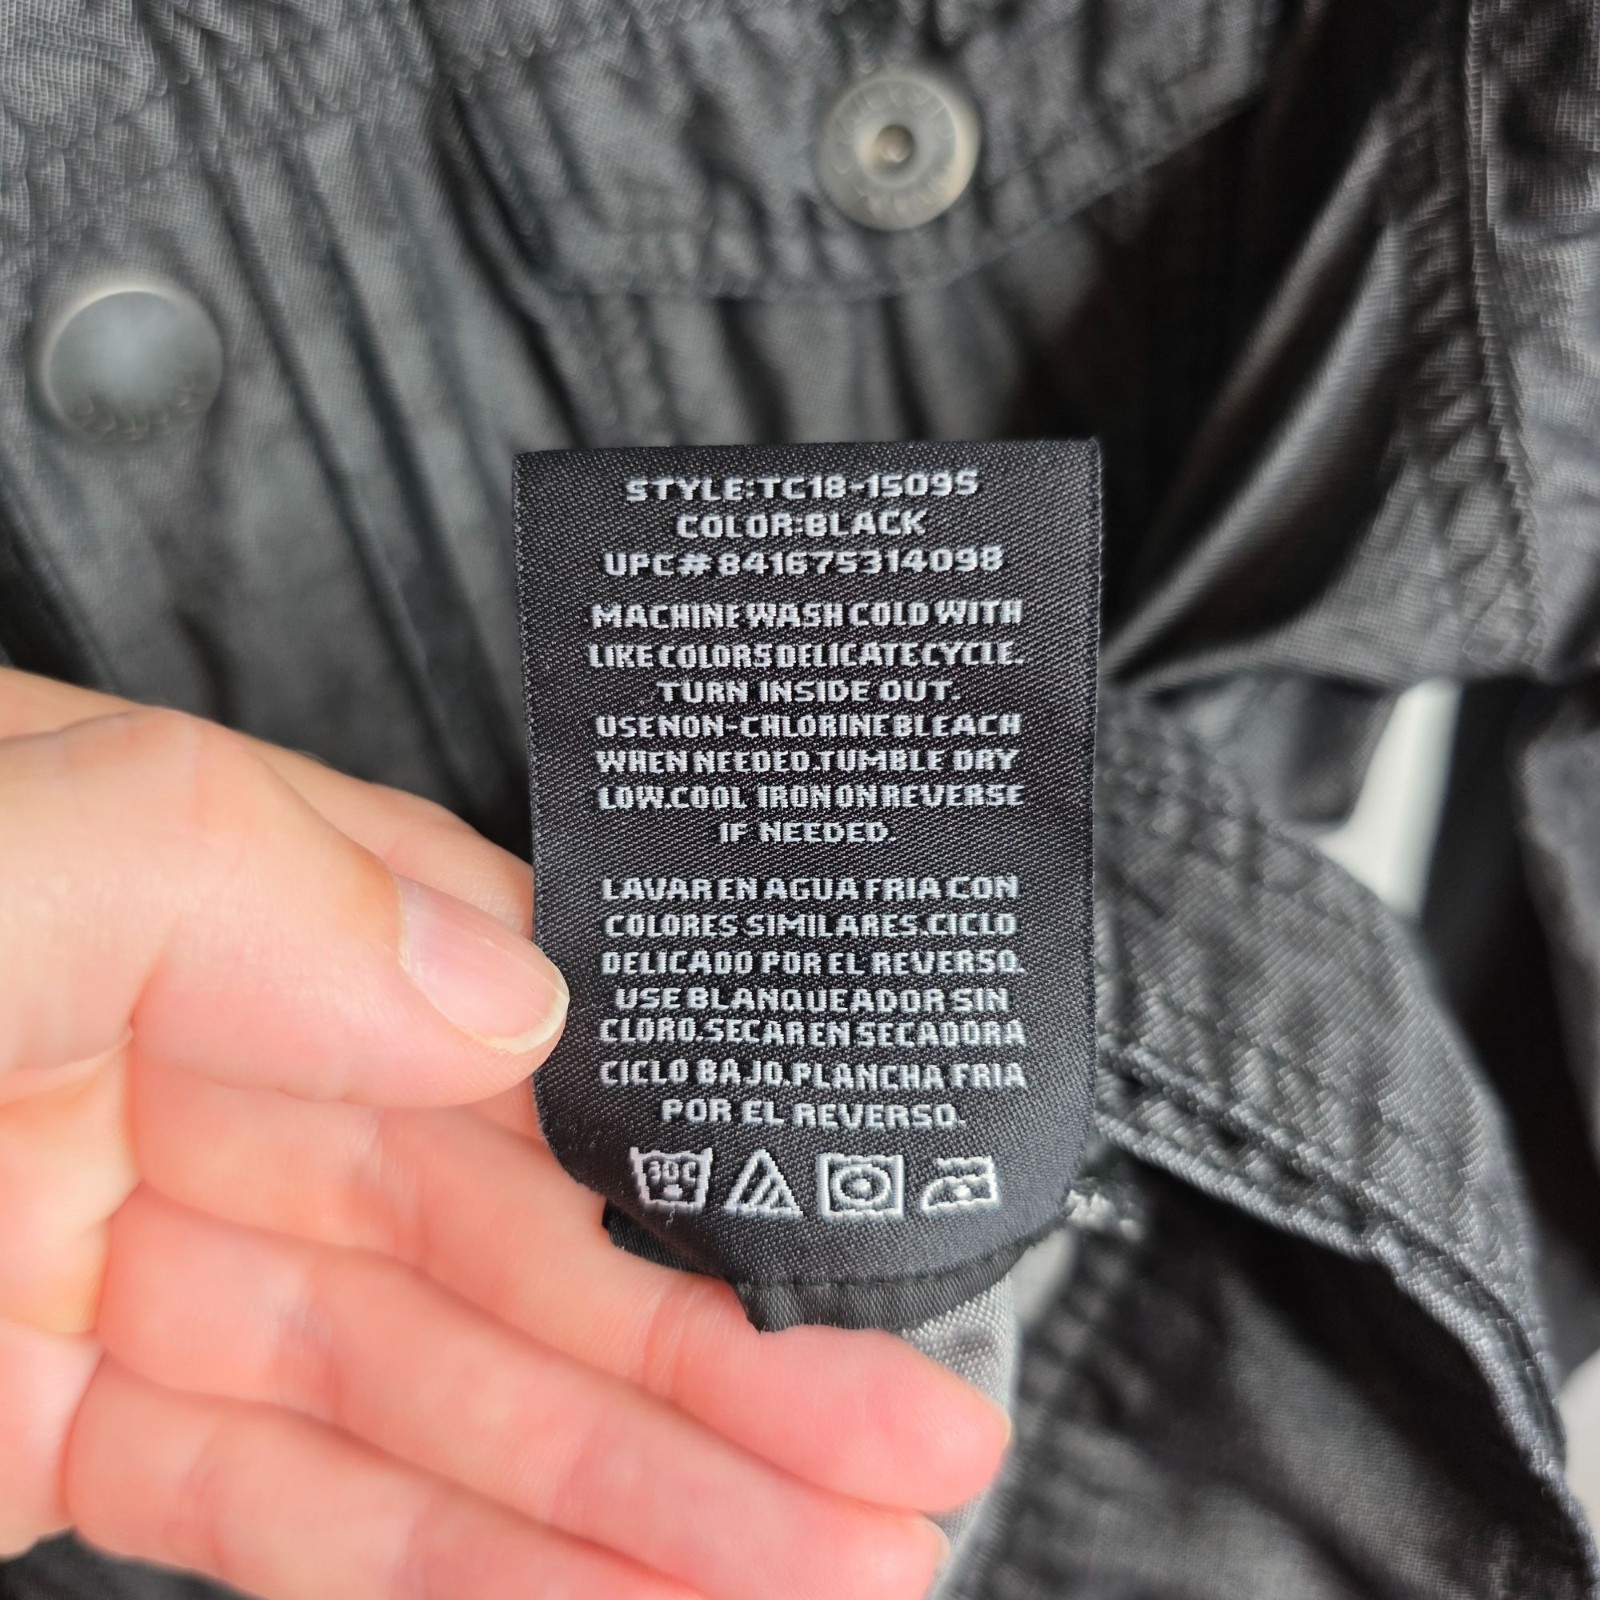 STYLE:TC18-1509S
COLOR:BLACK
UPC#841675314098
MACHINE WASH COLD WITH
LIKE COLORS DELICATE CYCLE.
TURN INSIDE OUT.
USE NON-CHLORINE BLEACH
WHEN NEEDED.TUMBLE DRY
LOW.COOL IRON ON REVERSE
IF NEEDED.
LAVAR EN AGUA FRIA CON
COLORES SIMILARES.CICLO
DELICADO POR EL REVERSO.
USE BLANQUEADOR SIN
CLORO.SECAR EN SECADORA
CICLO BAJO.PLANCHA FRIA
POR EL REVERSO.
30C